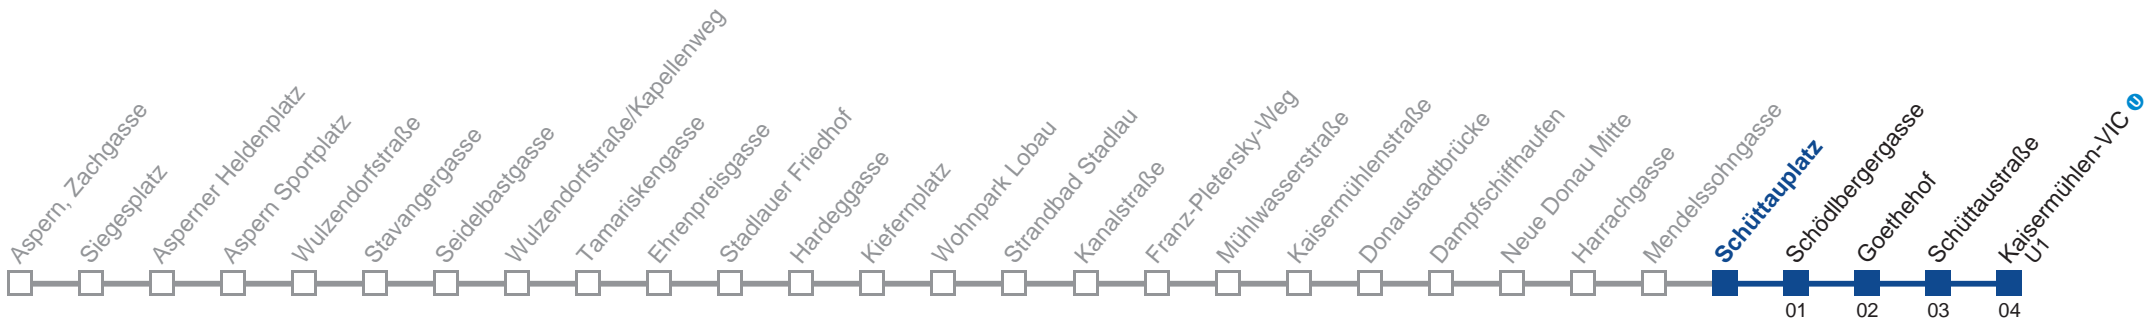 Aspern, Zachgasse
Siegesplatz
Asperner Heldenplatz
Aspern Sportplatz
Wulzendorfstraße
Stavangergasse
Seidelbastgasse
Wulzendorfstraße/Kapellenweg
Tamariskengasse
Ehrenpreisgasse
Stadlauer Friedhof
Hardeggasse
Kiefernplatz
Wohnpark Lobau
Strandbad Stadlau
Kanalstraße
Franz-Pletersky-Weg
Mühlwasserstraße
Kaisermühlenstraße
Donaustadtbrücke
Dampfschiffhaufen
Neue Donau Mitte
Harrachgasse
Mendelssohngasse
Schüttauplatz
Schödlbergergasse
Goethehof
Schüttaustraße
Kaisermühlen-VIC U
U1
01
02
03
04